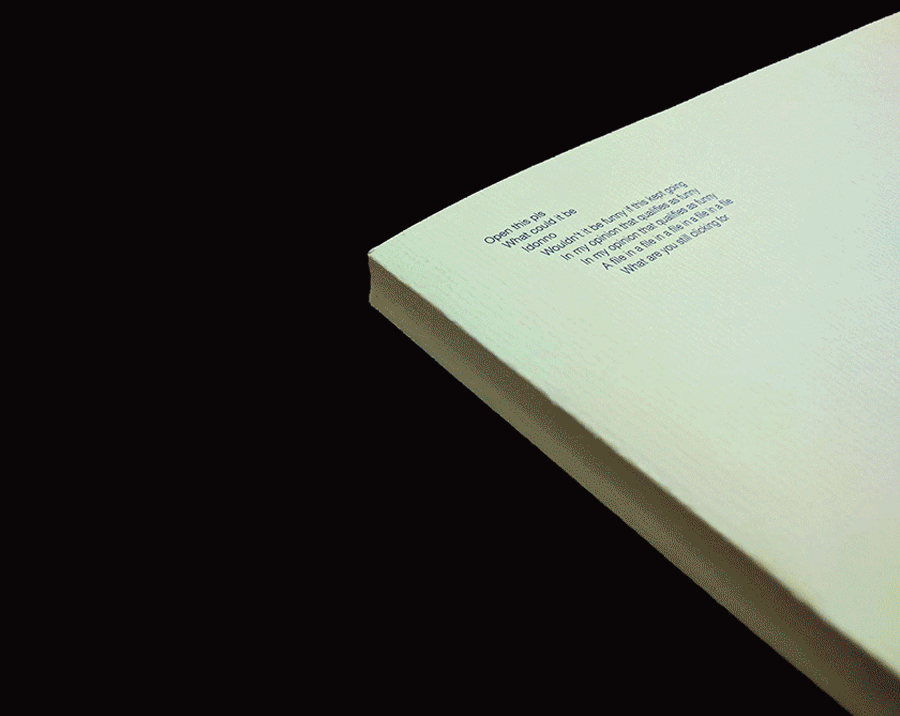 Open this pls
What could it be
Idonno
Wouldn't it be funny if this kept going
In my opinion that qualifies as funny
In my opinion that qualifies as funny
A file in a file in a file in a file in a file
What are you still clicking for